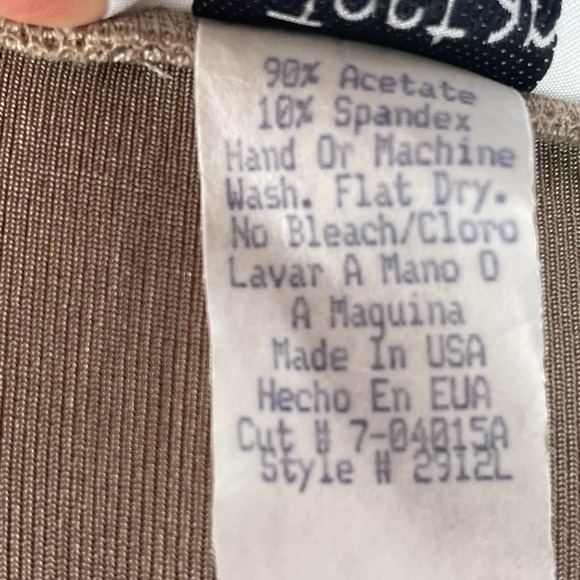 90% Acetate
10% Spandex
Hand Or Machine
Wash. Flat Dry.
No Bleach/Cloro
Lavar A Mano O
A Maquina
Made In USA
Hecho En EUA
Cut # 7-04015A
Style # 2912L